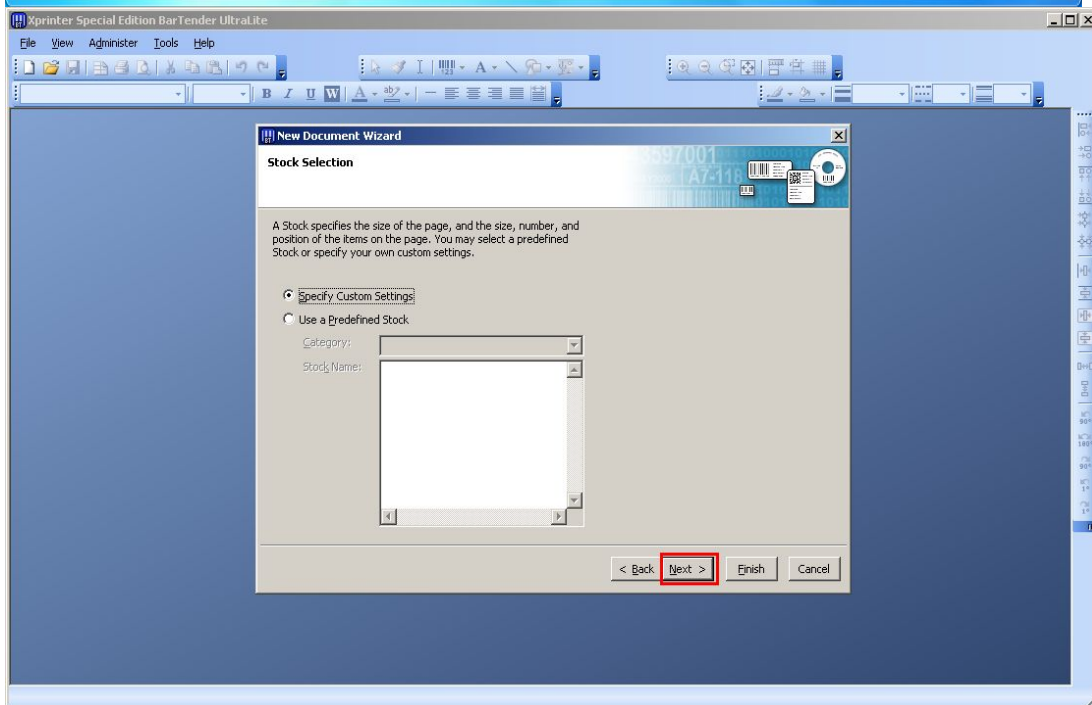 Xprinter Special Edition BarTender UltraLite
File View Administer Tools Help
B I U W A ab
New Document Wizard
Stock Selection
A Stock specifies the size of the page, and the size, number, and
position of the items on the page. You may select a predefined
Stock or specify your own custom settings.
Specify Custom Settings
Use a Predefined Stock
Category:
Stock Name:
< Back Next > Finish Cancel